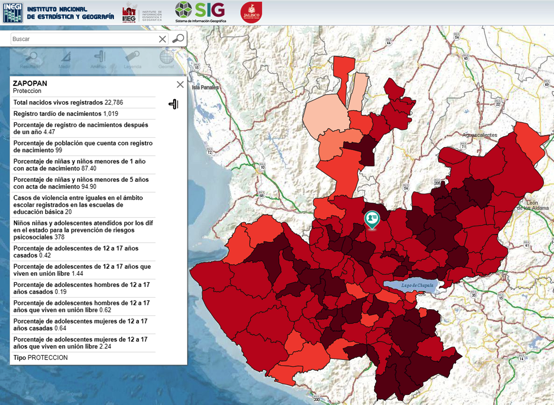 INEGI
INSTITUTO NACIONAL
DE ESTADÍSTICA Y GEOGRAFÍA
IIEG
SIG
Sistema de Información Geográfica
JALISCO
Buscar
ZAPOPAN
Proteccion
Total nacidos vivos registrados 22,786
Registro tardío de nacimientos 1,019
Porcentaje de registro de nacimientos después
de un año 4.47
Porcentaje de población que cuenta con registro
de nacimiento 99
Porcentaje de niñas y niños menores de 1 año
con acta de nacimiento 87.40
Porcentaje de niñas y niños menores de 5 años
con acta de nacimiento 94.90
Casos de violencia entre iguales en el ámbito
escolar registrados en las escuelas de
educación básica 20
Niños niñas y adolescentes atendidos por los dif
en el estado para la prevención de riesgos
psicosociales 378
Porcentaje de adolescentes de 12 a 17 años
casados 0.42
Porcentaje de adolescentes de 12 a 17 años que
viven en unión libre 1.44
Porcentaje de adolescentes hombres de 12 a 17
años casados 0.19
Porcentaje de adolescentes hombres de 12 a 17
años que viven en unión libre 0.62
Porcentaje de adolescentes mujeres de 12 a 17
años casadas 0.64
Porcentaje de adolescentes mujeres de 12 a 17
años que viven en unión libre 2.24
Tipo PROTECCION
Isla Panales
Aguascalientes
León
de los Aldama
Lago de Chapala